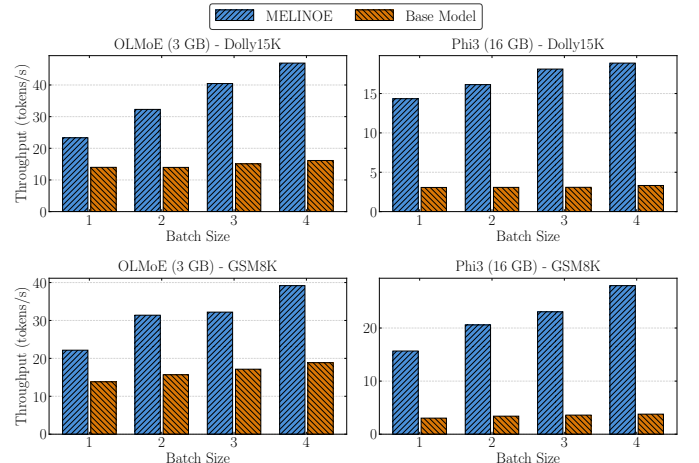 MELINOE
Base Model
OLMoE (3 GB) - Dolly15K
Throughput (tokens/s)
40
30
20
10
0
1 2 3 4
Batch Size
Phi3 (16 GB) - Dolly15K
15
10
5
0
1 2 3 4
Batch Size
OLMoE (3 GB) - GSM8K
Throughput (tokens/s)
40
30
20
10
0
1 2 3 4
Batch Size
Phi3 (16 GB) - GSM8K
20
10
0
1 2 3 4
Batch Size